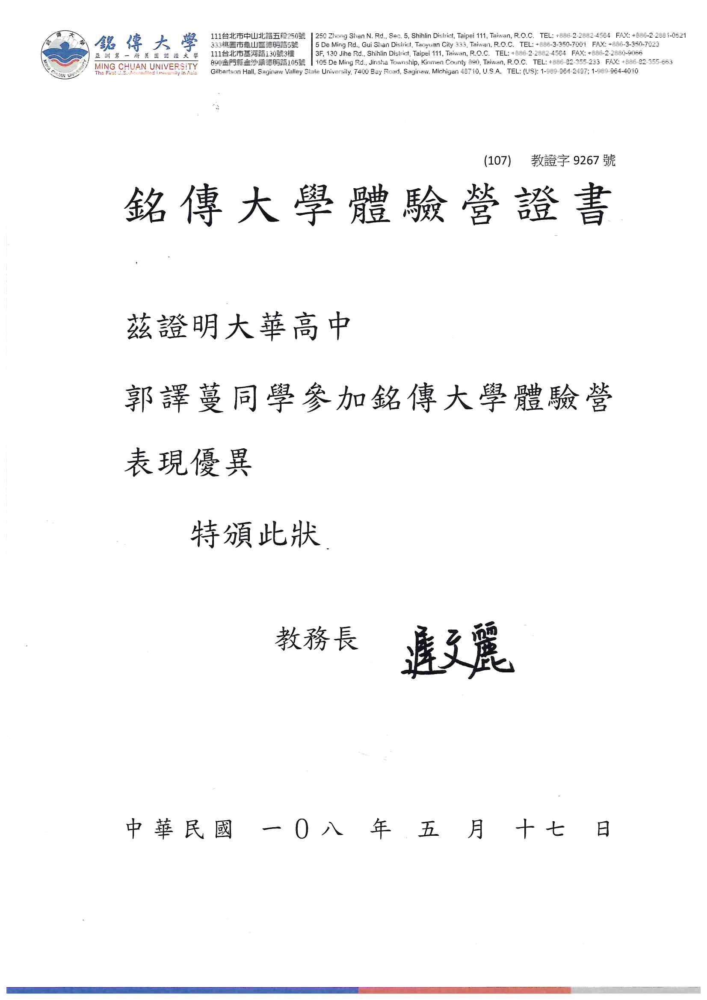 銘傳大學
亞洲第一所美國認證大學
MING CHUAN UNIVERSITY
The First U.S.-Accredited University in Asia
111台北市中山北路五段250號
333桃園市龜山區德明路5號
111台北市基河路130號3樓
890金門縣金沙鎮德明路105號
250 Zhong Shan N. Rd., Sec. 5, Shihlin District, Taipei 111, Taiwan, R.O.C. TEL: +886-2-2882-4564 FAX: +886-2-2881-0521
5 De Ming Rd., Gui Shan District, Taoyuan City 333, Taiwan, R.O.C. TEL: +886-3-350-7001 FAX: +886-3-350-7023
3F, 130 Jihe Rd., Shihlin District, Taipei 111, Taiwan, R.O.C. TEL: +886-2-2882-4564 FAX: +886-2-2880-9066
105 De Ming Rd., Jinsha Township, Kinmen County 890, Taiwan, R.O.C. TEL: +886-82-355-233 FAX: +886-82-355-663
Gilbertson Hall, Saginaw Valley State University, 7400 Bay Road, Saginaw, Michigan 48710, U.S.A. TEL: (US): 1-989-964-2497; 1-989-964-4010
(107) 教證字 9267 號
銘傳大學體驗營證書
茲證明大華高中
郭譯蔓同學參加銘傳大學體驗營
表現優異
特頒此狀
教務長 遲文麗
中華民國 一〇八 年 五 月 十七 日